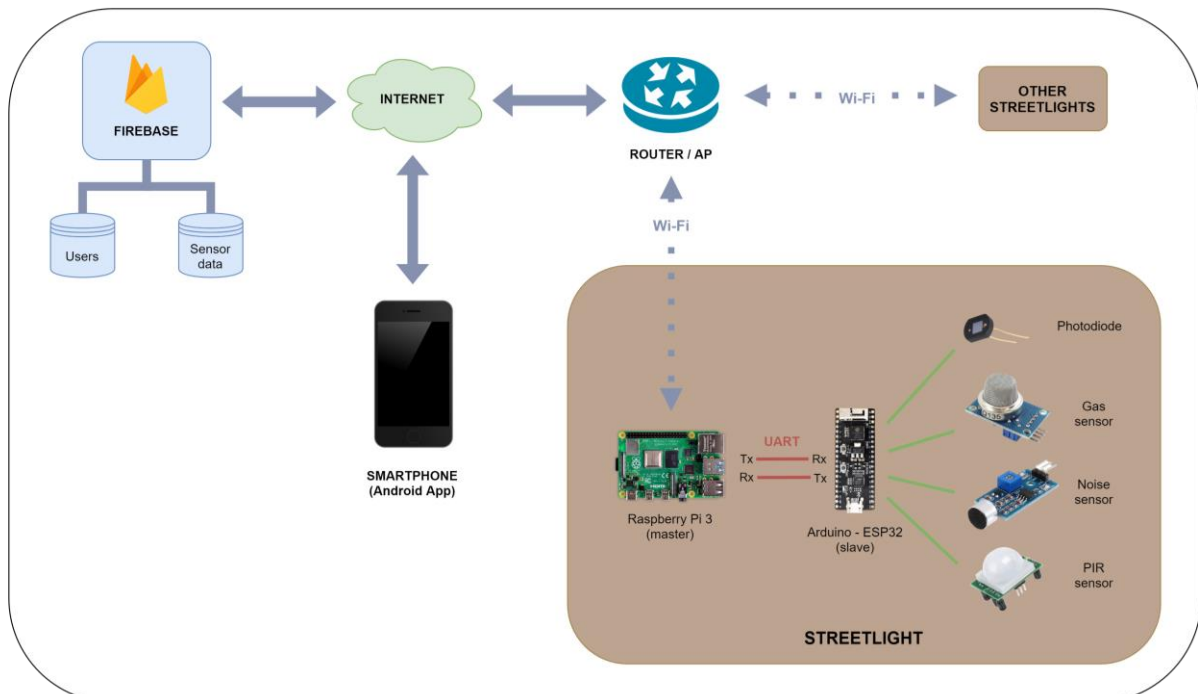 FIREBASE
Users
Sensor
data
INTERNET
SMARTPHONE
(Android App)
ROUTER / AP
Wi-Fi
OTHER
STREETLIGHTS
Wi-Fi
Raspberry Pi 3
(master)
UART
Tx
Rx
Rx
Tx
Arduino - ESP32
(slave)
Photodiode
Gas
sensor
Noise
sensor
PIR
sensor
STREETLIGHT